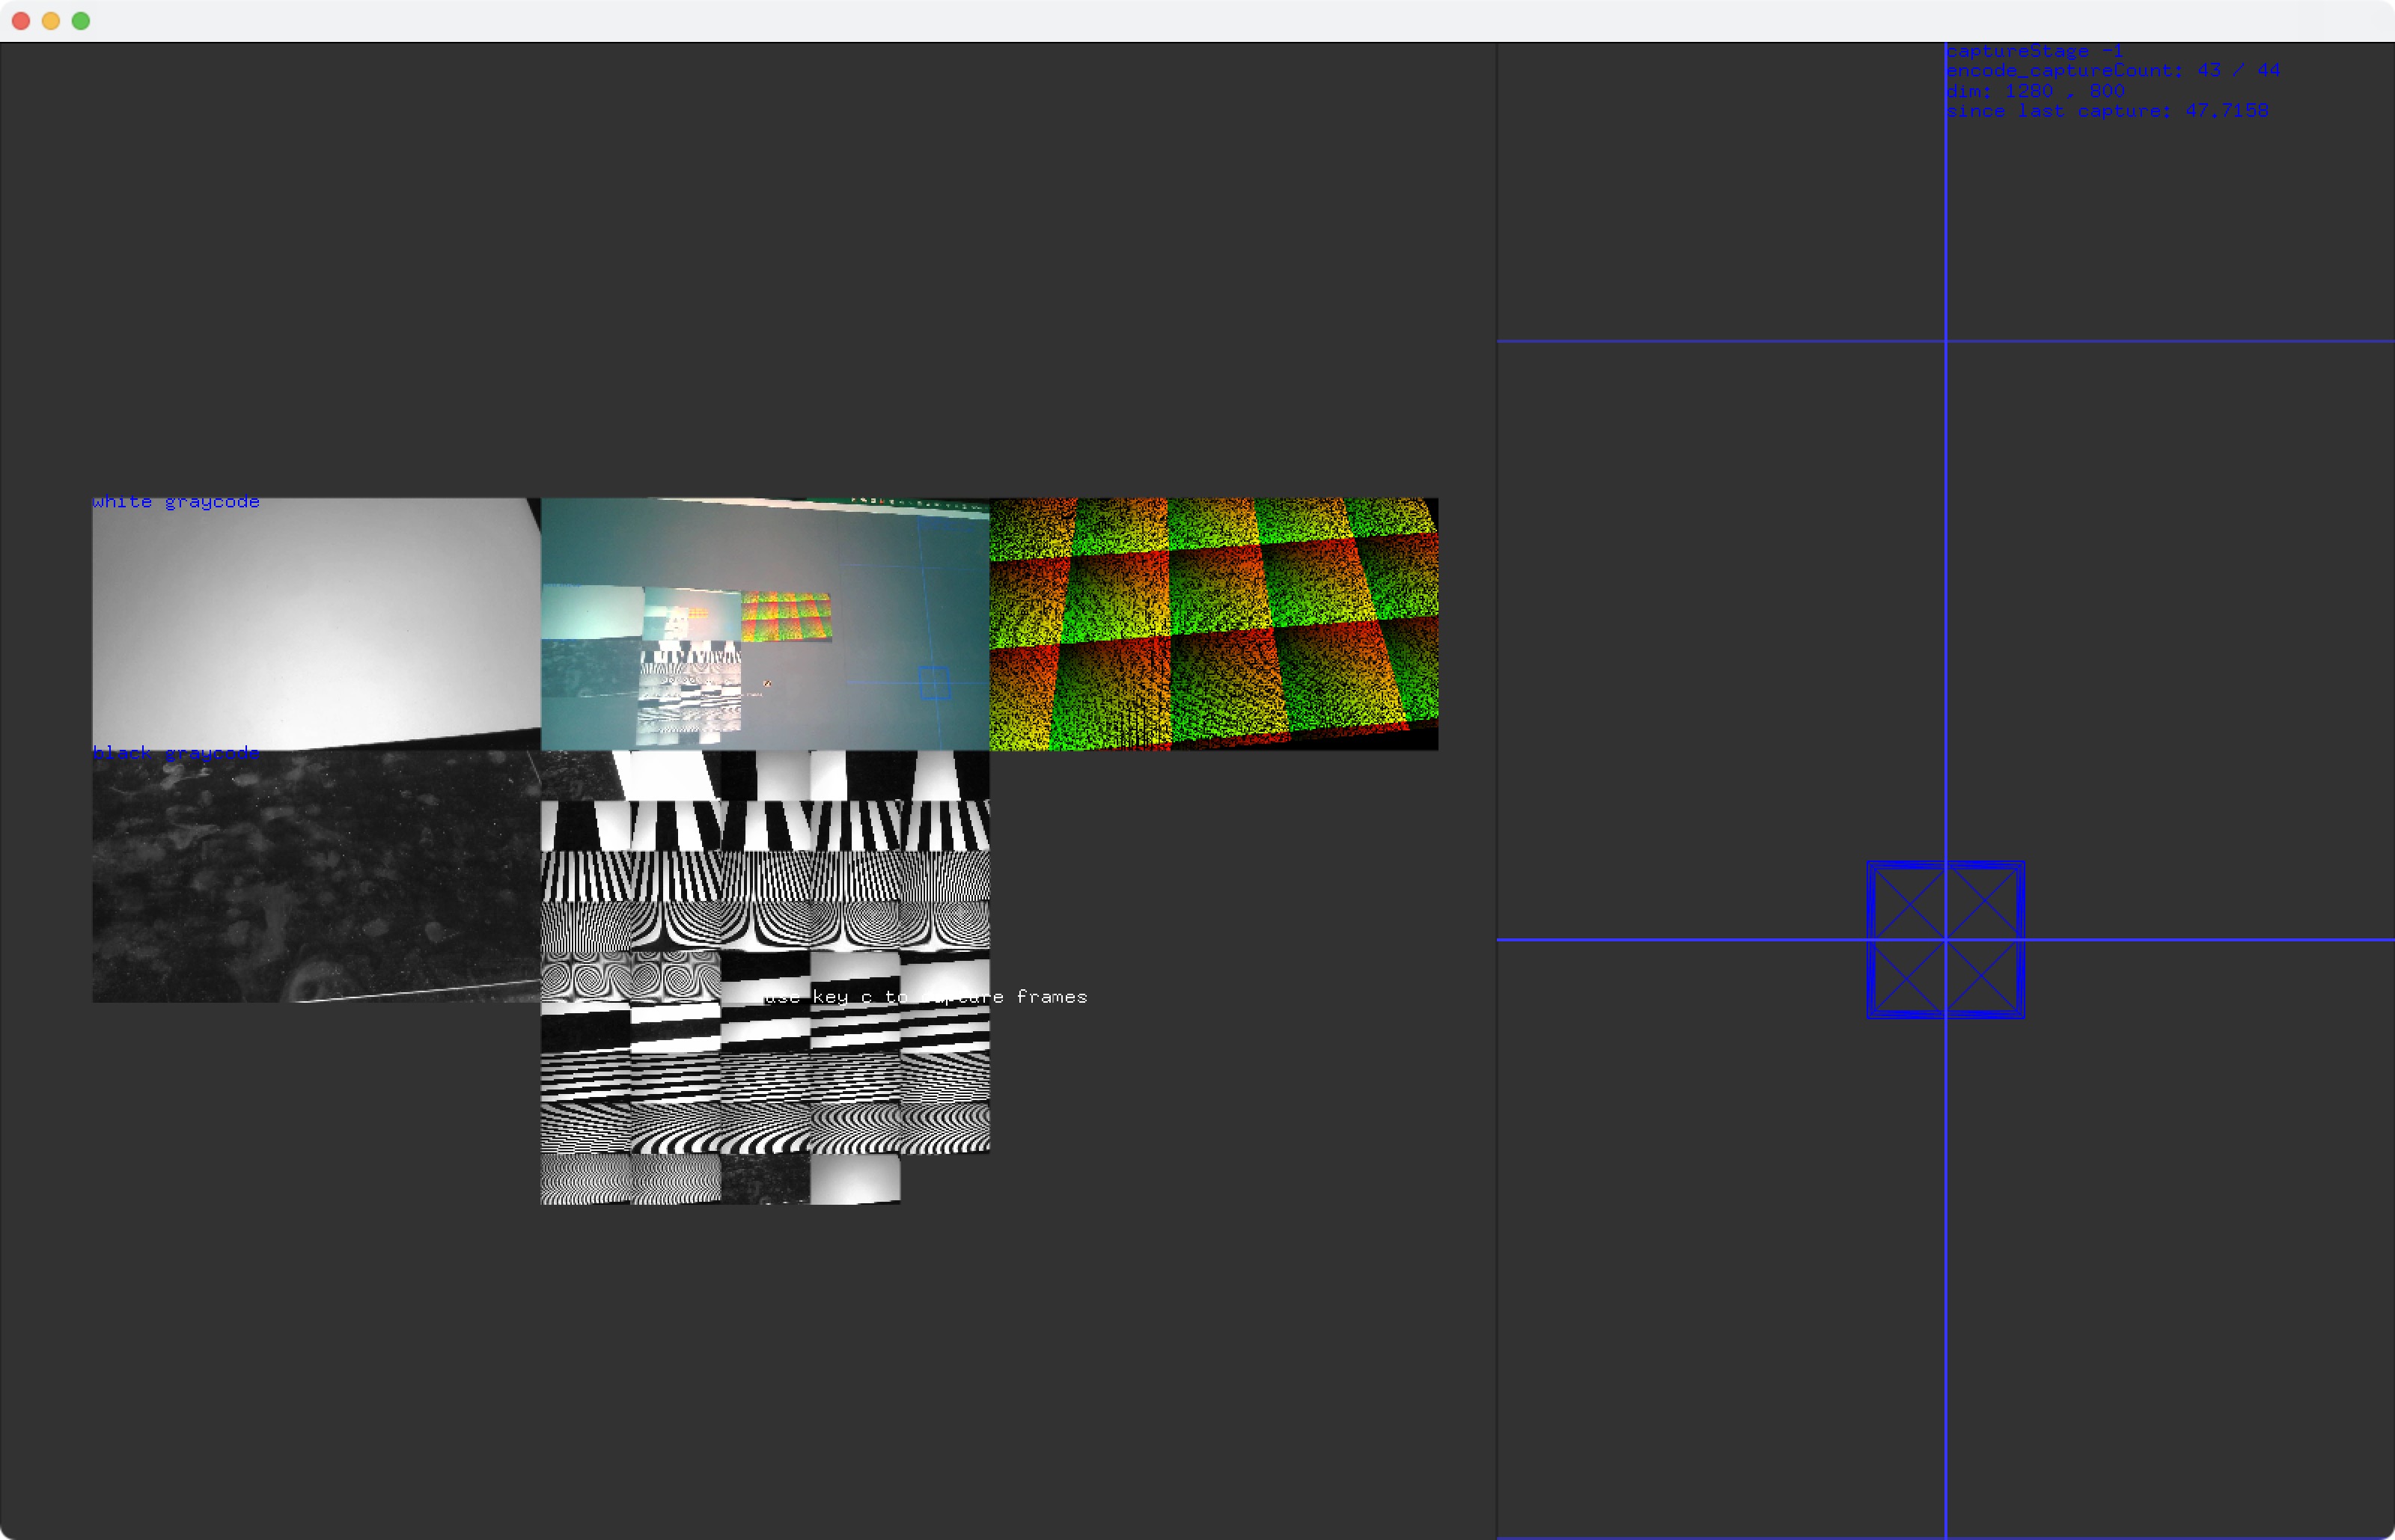 captureStage -1
encode_captureCount: 43 / 44
dim: 1280 , 800
since last capture: 47.7158
white graycode
black graycode
use key c to capture frames